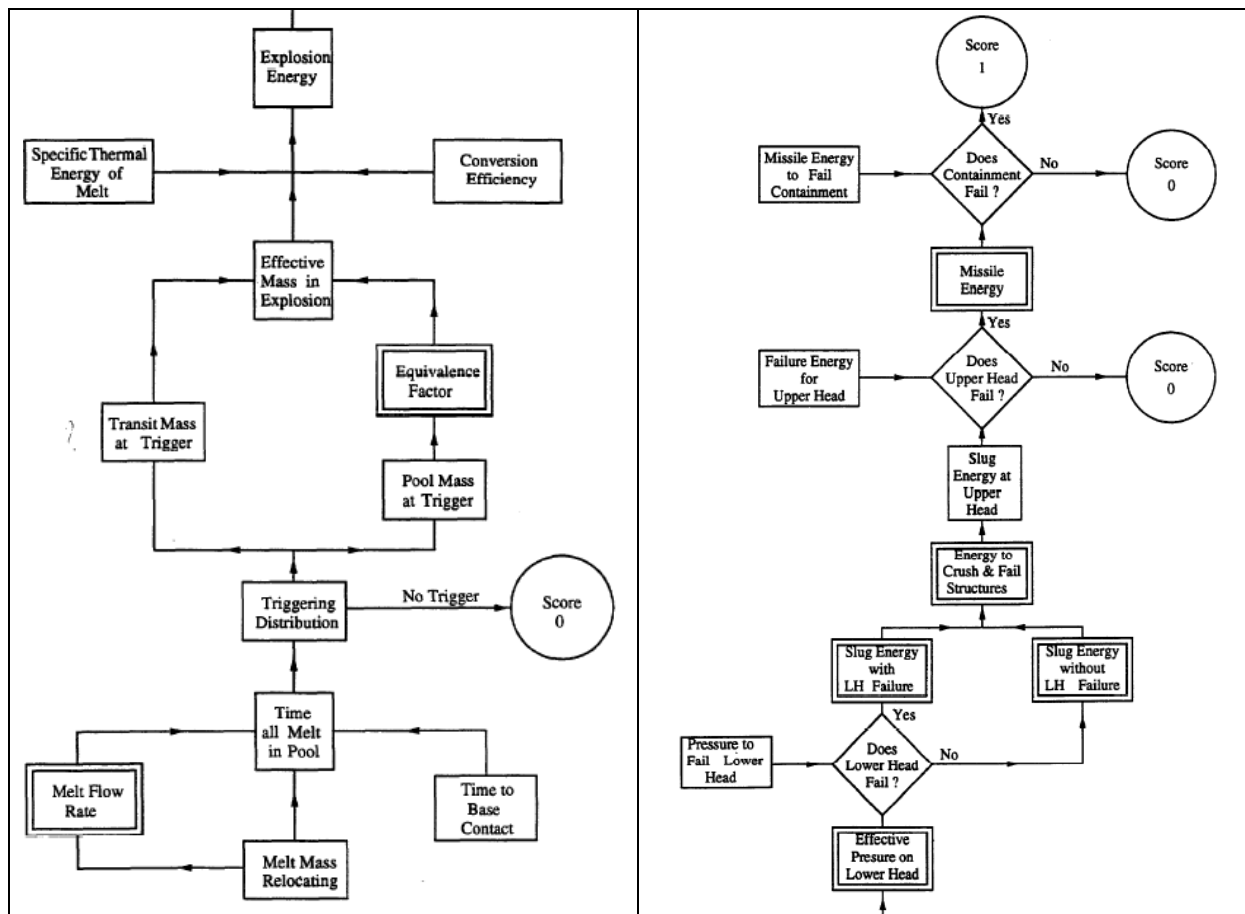 Explosion
Energy
Specific Thermal
Energy of
Melt
Conversion
Efficiency
Effective
Mass in
Explosion
Equivalence
Factor
Transit Mass
at Trigger
Pool Mass
at Trigger
Triggering
Distribution
No Trigger
Score
0
Time
all Melt
in Pool
Melt Flow
Rate
Time to
Base
Contact
Melt Mass
Relocating
Score
1
Yes
Missile Energy
to Fail
Containment
Does
Containment
Fail ?
No
Score
0
Missile
Energy
Yes
Failure Energy
for
Upper Head
Does
Upper Head
Fail ?
No
Score
0
Slug
Energy at
Upper
Head
Energy to
Crush & Fail
Structures
Slug Energy
with
LH Failure
Slug Energy
without
LH Failure
Yes
Pressure to
Fail Lower
Head
Does
Lower Head
Fail ?
No
Effective
Presure on
Lower Head